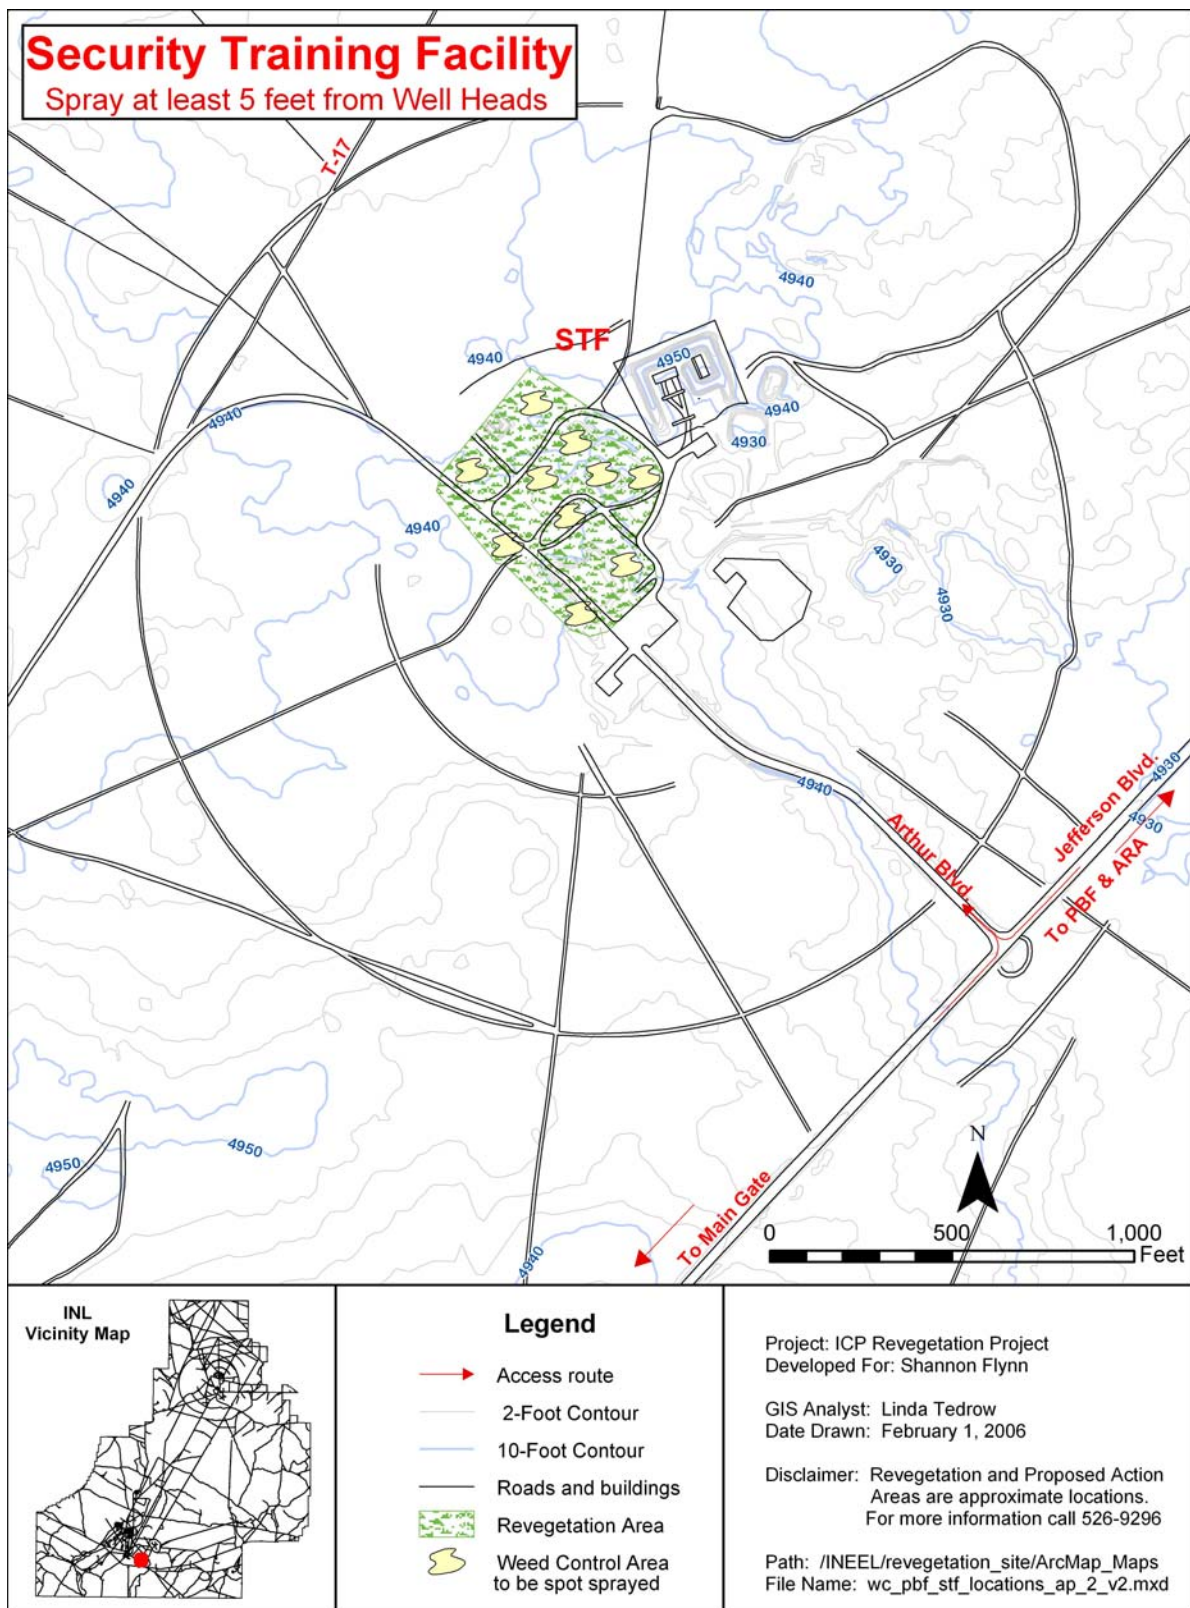 Security Training Facility
Spray at least 5 feet from Well Heads
T-17
4940
STF
4940
4950
4940
4940
4930
4940
4940
4930
4930
4940
4930
Jefferson Blvd.
4930
Arthur Blvd.
To PBF & ARA
4950
4950
To Main Gate
4940
N
0 500 1,000
Feet
INL
Vicinity Map
Legend
Access route
2-Foot Contour
10-Foot Contour
Roads and buildings
Revegetation Area
Weed Control Area
to be spot sprayed
Project: ICP Revegetation Project
Developed For: Shannon Flynn
GIS Analyst: Linda Tedrow
Date Drawn: February 1, 2006
Disclaimer: Revegetation and Proposed Action
Areas are approximate locations.
For more information call 526-9296
Path: /INEEL/revegetation_site/ArcMap_Maps
File Name: wc_pbf_stf_locations_ap_2_v2.mxd